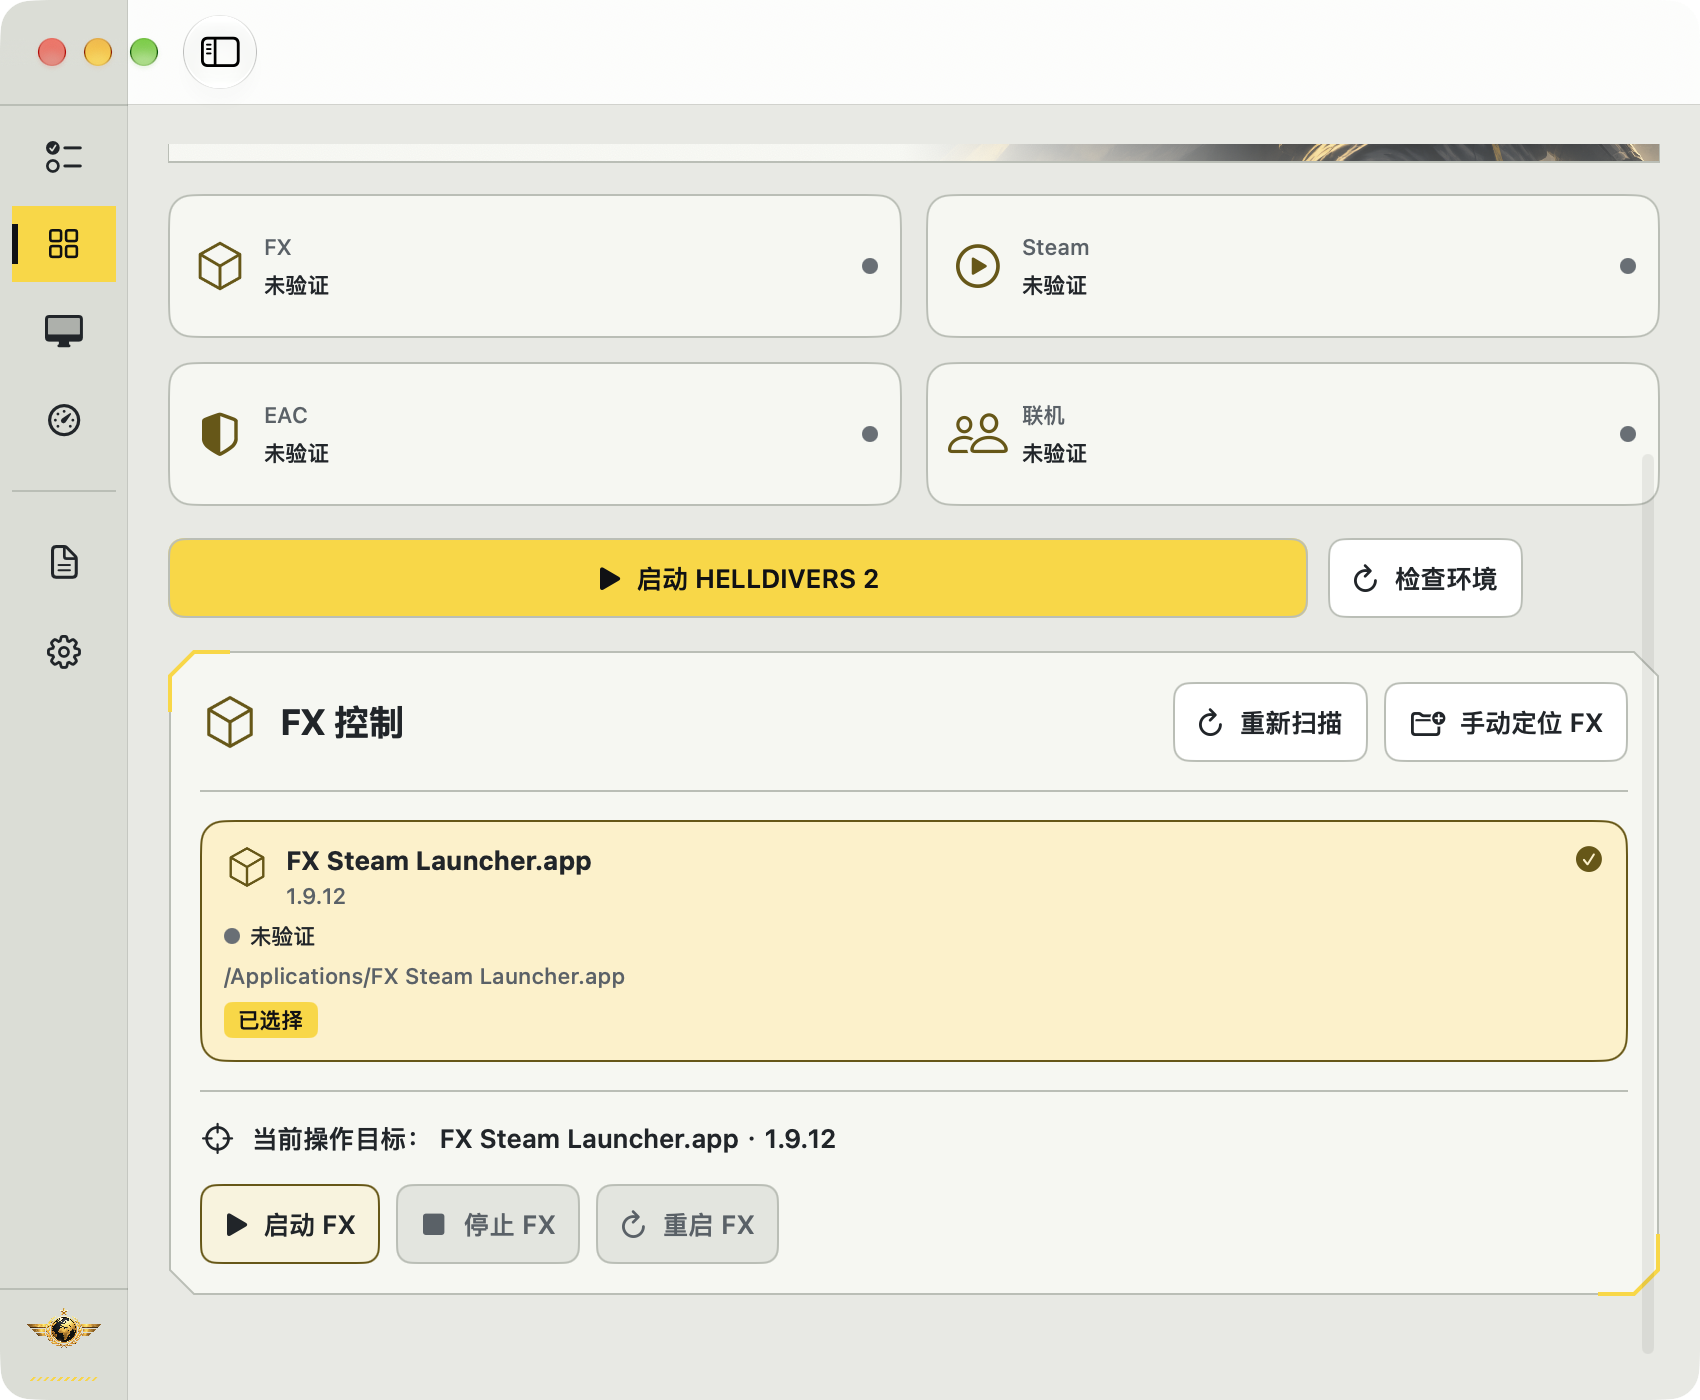 FX
未验证
Steam
未验证
EAC
未验证
联机
未验证
启动 HELLDIVERS 2
检查环境
FX 控制
重新扫描
手动定位 FX
FX Steam Launcher.app
1.9.12
未验证
/Applications/FX Steam Launcher.app
已选择
当前操作目标： FX Steam Launcher.app · 1.9.12
启动 FX
停止 FX
重启 FX